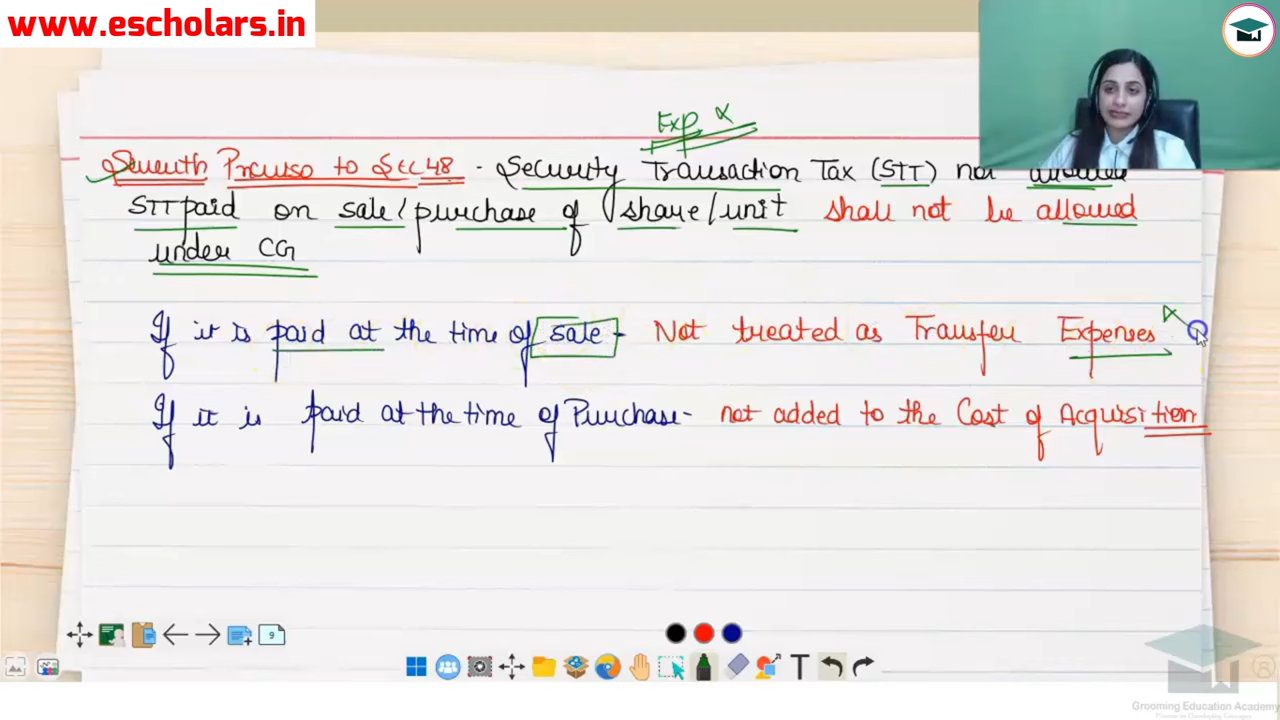 www.escholars.in
Exp
Seventh Proviso to Sec 48 - Security Transaction Tax (STT) not allowed
STT paid on sale/purchase of share/unit shall not be allowed
under CG
If it is paid at the time of sale - Not treated as Transfer Expenses
If it is paid at the time of Purchase - not added to the Cost of Acquisition
9
T
Grooming Education Academy